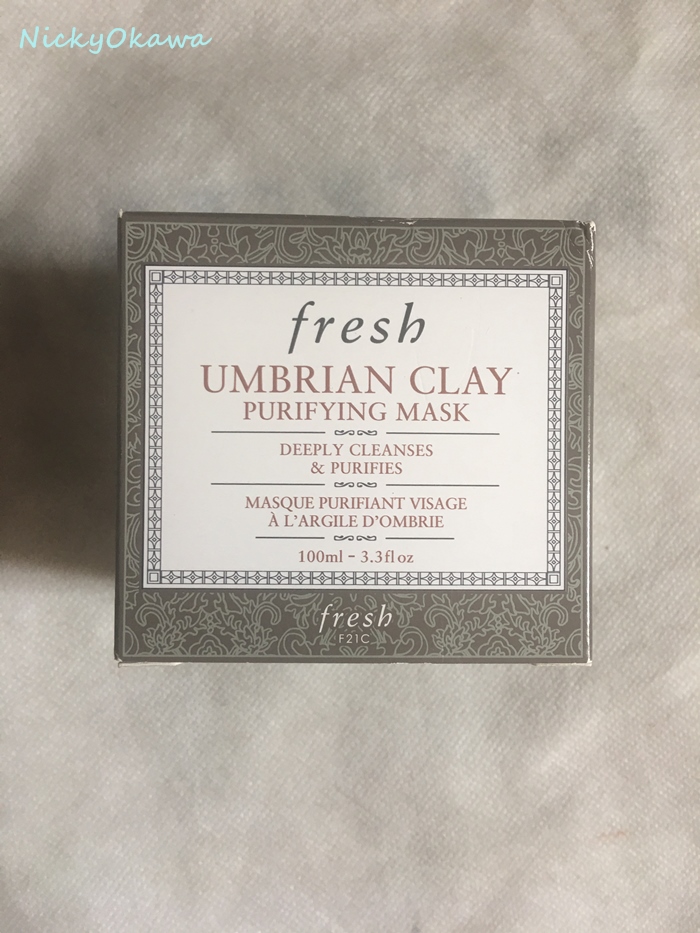 NickyOkawa
fresh
UMBRIAN CLAY
PURIFYING MASK
DEEPLY CLEANSES
& PURIFIES
MASQUE PURIFIANT VISAGE
À L'ARGILE D'OMBRIE
100ml - 3.3fl oz
fresh
F21C